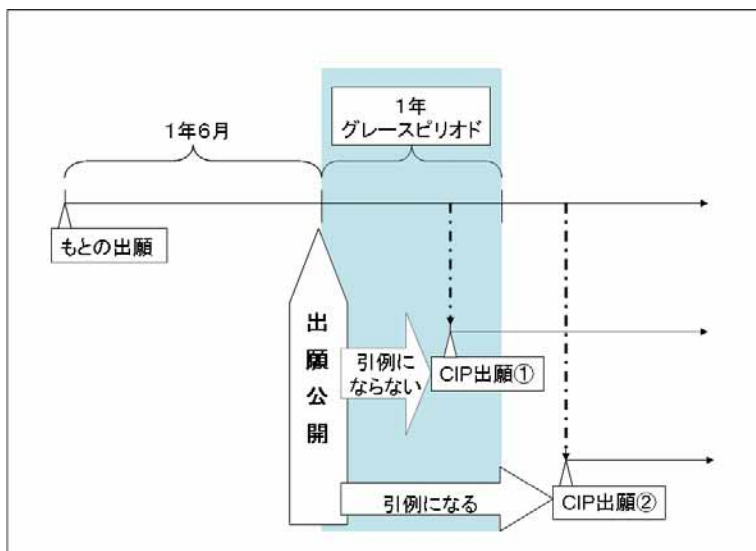 1年6月
1年
グレースピリオド
もとの出願
出願公開
引例に
ならない
CIP出願①
引例になる
CIP出願②